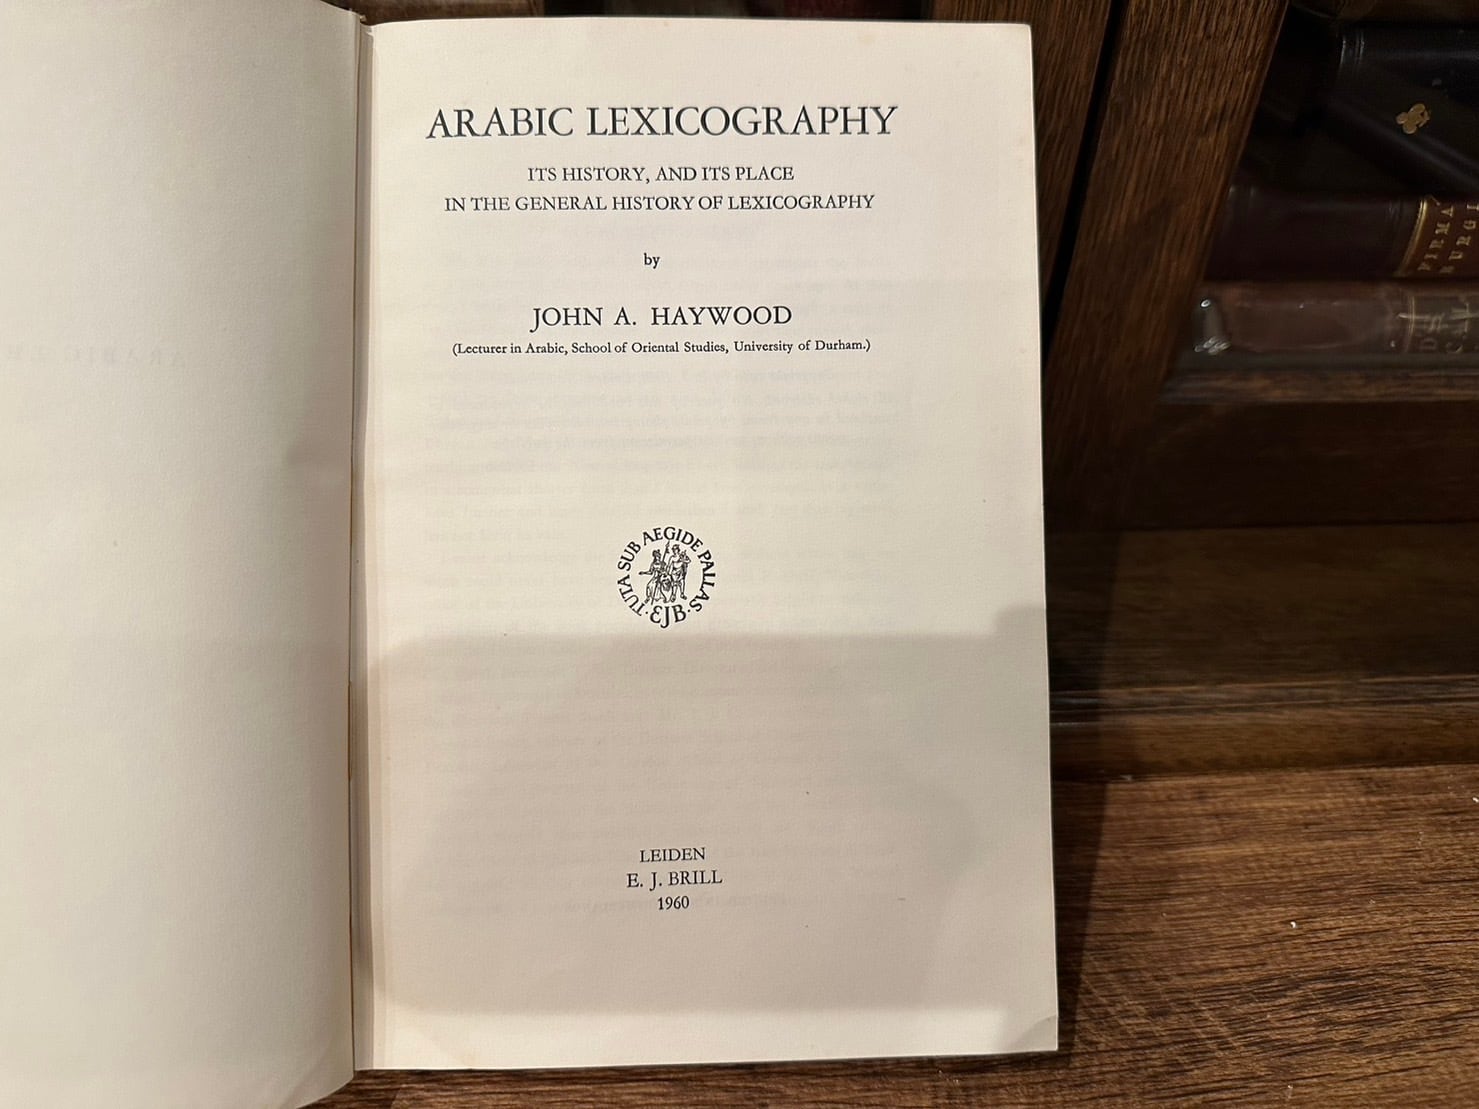 ARABIC LEXICOGRAPHY
ITS HISTORY, AND ITS PLACE
IN THE GENERAL HISTORY OF LEXICOGRAPHY
by
JOHN A. HAYWOOD
(Lecturer in Arabic, School of Oriental Studies, University of Durham.)
TUTA SUB AEGIDE PALLAS
EJB
LEIDEN
E. J. BRILL
1960